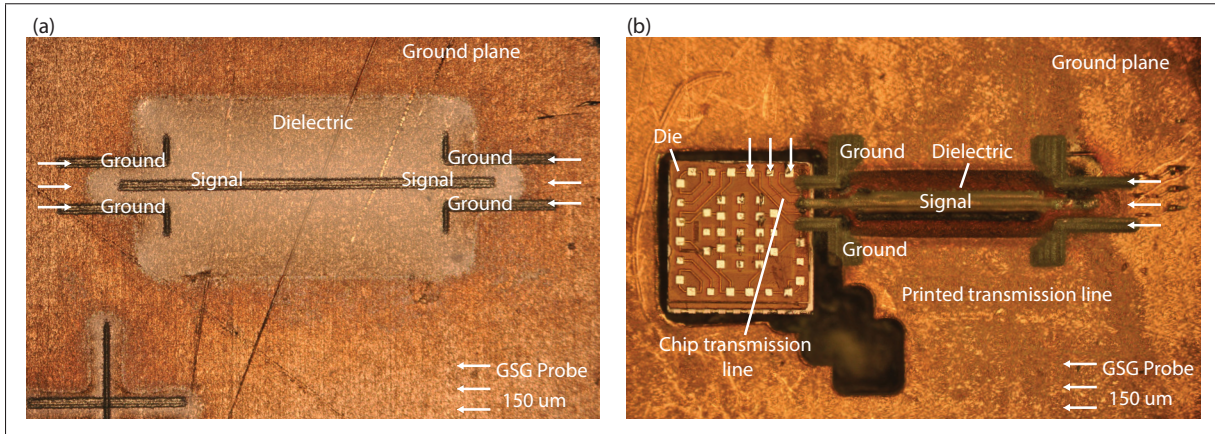 (a)
Ground plane
Dielectric
Ground
Ground
Signal
Signal
Ground
Ground
GSG Probe
150 um
(b)
Ground plane
Die
Ground
Dielectric
Signal
Ground
Printed transmission line
Chip transmission
line
GSG Probe
150 um